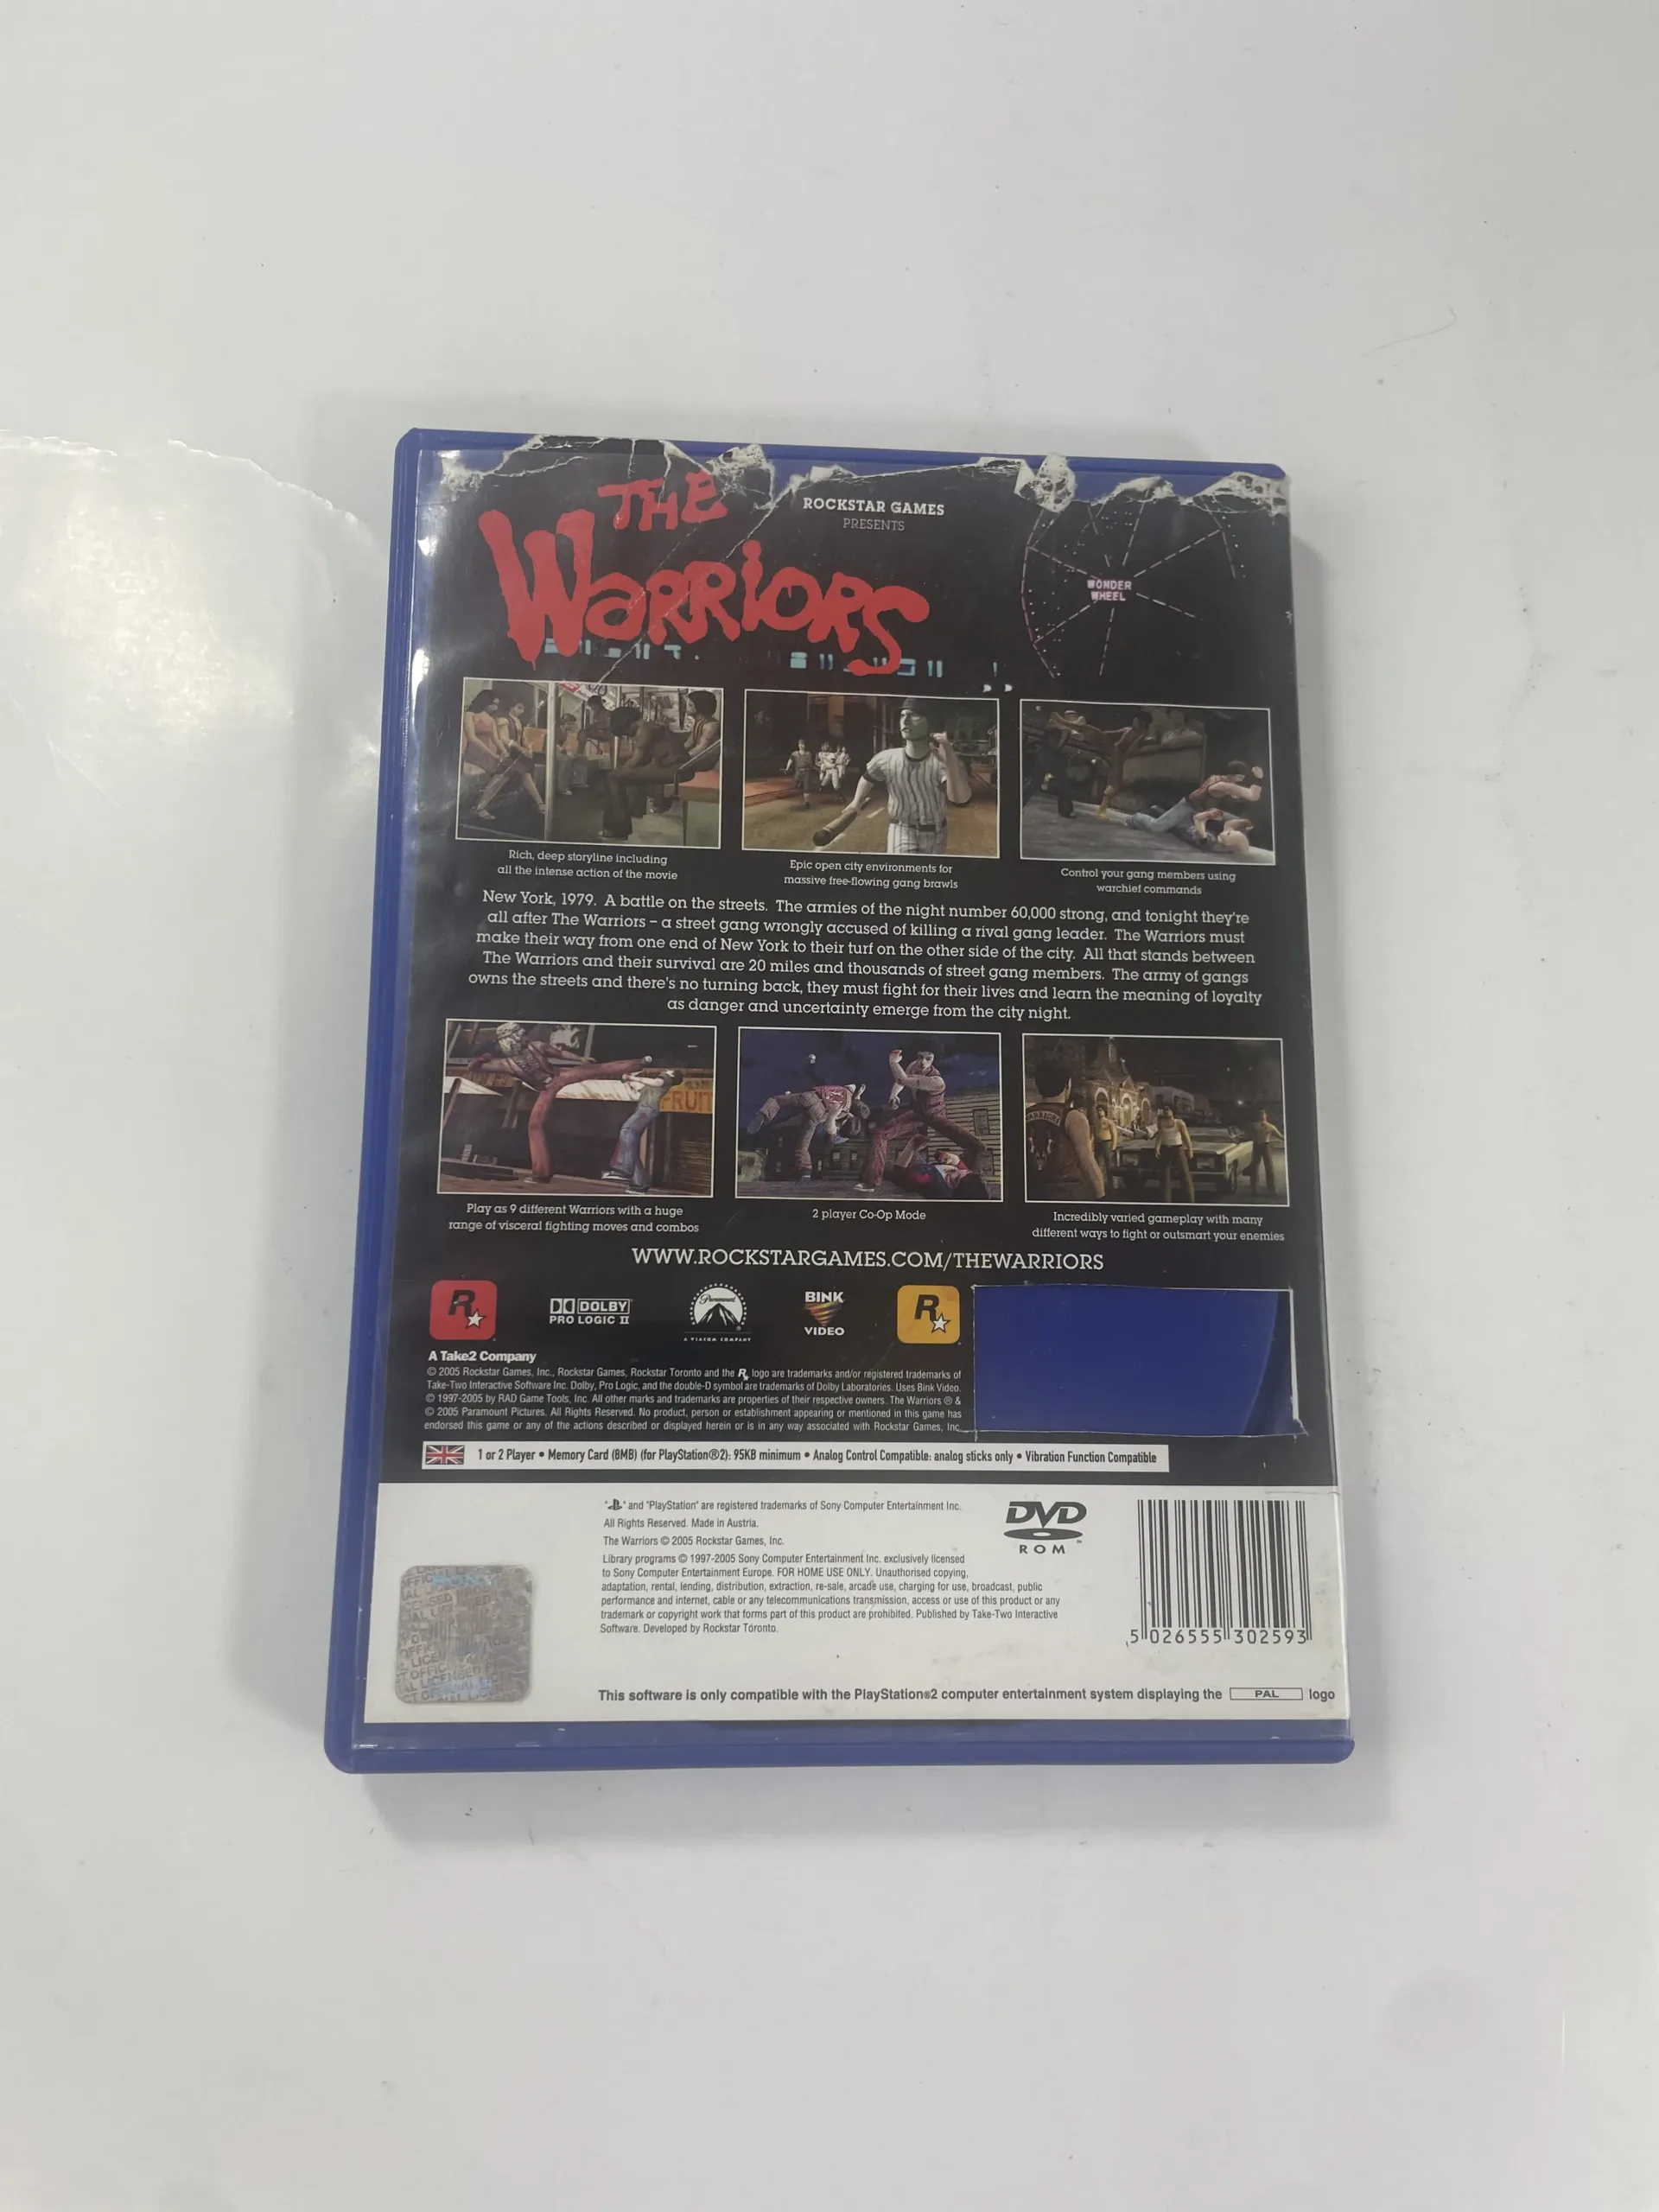 THE
WARRIORS
ROCKSTAR GAMES
PRESENTS
WONDER
WHEEL
Rich, deep storyline including
all the intense action of the movie
Epic open city environments for
massive free-flowing gang brawls
Control your gang members using
warchief commands
New York, 1979. A battle on the streets. The armies of the night number 60,000 strong, and tonight they're
all after The Warriors – a street gang wrongly accused of killing a rival gang leader. The Warriors must
make their way from one end of New York to their turf on the other side of the city. All that stands between
The Warriors and their survival are 20 miles and thousands of street gang members. The army of gangs
owns the streets and there's no turning back, they must fight for their lives and learn the meaning of loyalty
as danger and uncertainty emerge from the city night.
FRUIT
Play as 9 different Warriors with a huge
range of visceral fighting moves and combos
2 player Co-Op Mode
Incredibly varied gameplay with many
different ways to fight or outsmart your enemies
WWW.ROCKSTARGAMES.COM/THEWARRIORS
R
DOLBY
PRO LOGIC II
Paramount
A VIACOM COMPANY
BINK
VIDEO
R
A Take2 Company
© 2005 Rockstar Games, Inc., Rockstar Games, Rockstar Toronto and the R logo are trademarks and/or registered trademarks of
Take-Two Interactive Software Inc. Dolby, Pro Logic, and the double-D symbol are trademarks of Dolby Laboratories. Uses Bink Video.
© 1997-2005 by RAD Game Tools, Inc. All other marks and trademarks are properties of their respective owners. The Warriors ® &
© 2005 Paramount Pictures. All Rights Reserved. No product, person or establishment appearing or mentioned in this game has
endorsed this game or any of the actions described or displayed herein or is in any way associated with Rockstar Games, Inc.
1 or 2 Player • Memory Card (8MB) (for PlayStation®2): 95KB minimum • Analog Control Compatible: analog sticks only • Vibration Function Compatible
" " and "PlayStation" are registered trademarks of Sony Computer Entertainment Inc.
All Rights Reserved. Made in Austria.
The Warriors © 2005 Rockstar Games, Inc.
Library programs © 1997-2005 Sony Computer Entertainment Inc. exclusively licensed
to Sony Computer Entertainment Europe. FOR HOME USE ONLY. Unauthorised copying,
adaptation, rental, lending, distribution, extraction, re-sale, arcade use, charging for use, broadcast, public
performance and internet, cable or any telecommunications transmission, access or use of this product or any
trademark or copyright work that forms part of this product are prohibited. Published by Take-Two Interactive
Software. Developed by Rockstar Toronto.
DVD
ROM
5 026555 302593
SONY
This software is only compatible with the PlayStation®2 computer entertainment system displaying the PAL logo